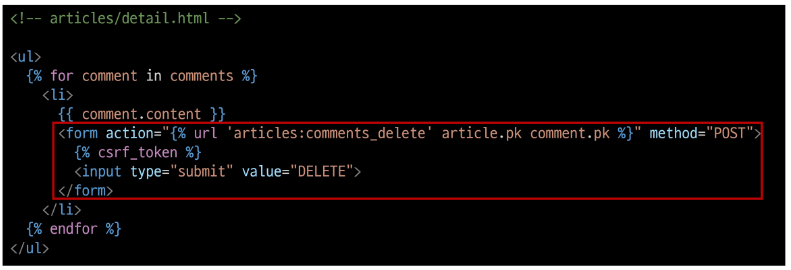 <!-- articles/detail.html -->
<ul>
{% for comment in comments %}
<li>
{{ comment.content }}
<form action="{% url 'articles:comments_delete' article.pk comment.pk %}" method="POST">
{% csrf_token %}
<input type="submit" value="DELETE">
</form>
</li>
{% endfor %}
</ul>